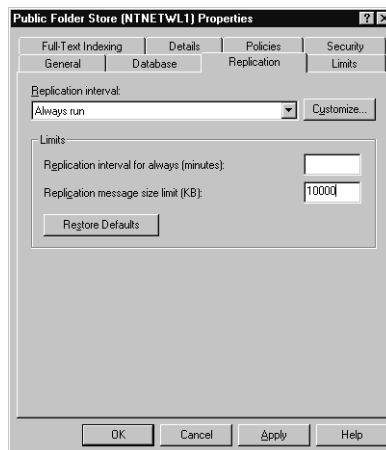 Public Folder Store (NTNETWL1) Properties
Full-Text Indexing Details Policies Security
General Database Replication Limits
Replication interval:
Always run Customize...
Limits
Replication interval for always (minutes):
Replication message size limit (KB): 10000
Restore Defaults
OK Cancel Apply Help